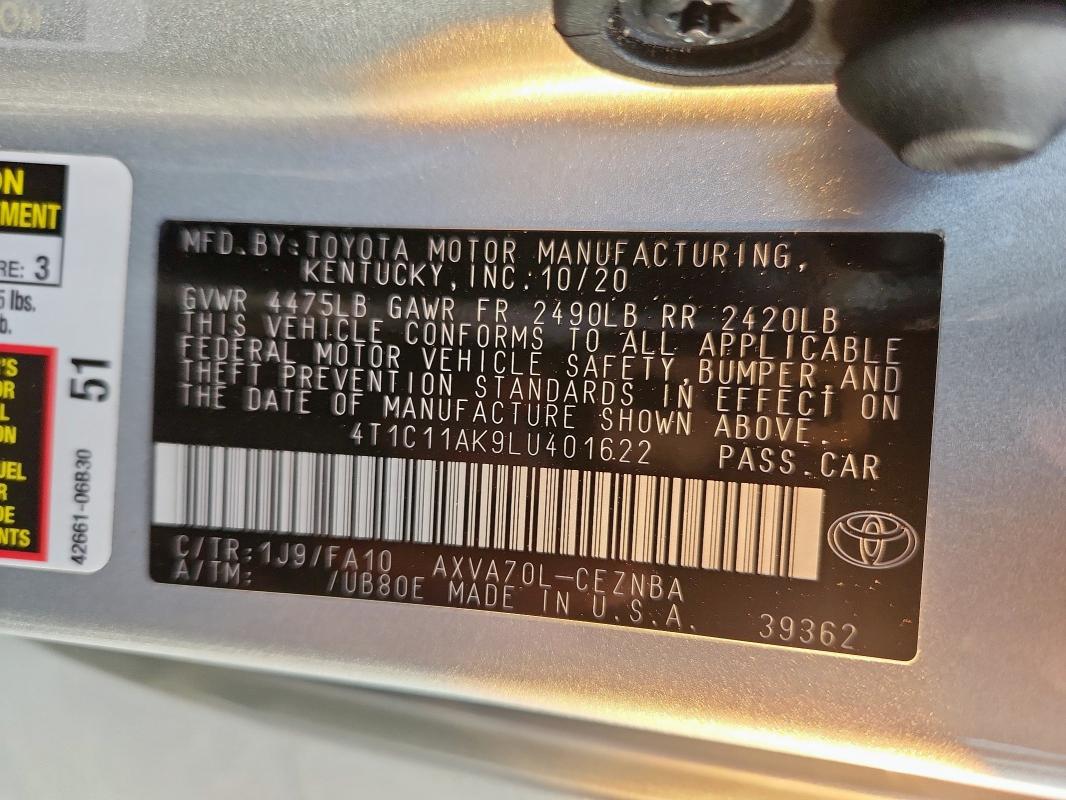 ON
EMENT
RE: 3
5 lbs.
b.
51
42661-06B30
MFD. BY: TOYOTA MOTOR MANUFACTURING,
KENTUCKY, INC. 10/20
GVWR 4475LB GAWR FR 2490LB RR 2420LB
THIS VEHICLE CONFORMS TO ALL APPLICABLE
FEDERAL MOTOR VEHICLE SAFETY, BUMPER, AND
THEFT PREVENTION STANDARDS IN EFFECT ON
THE DATE OF MANUFACTURE SHOWN ABOVE.
4T1C11AK9LU401622 PASS. CAR
C/TR: 1J9/FA10 AXVA70L-CEZNBA
A/TM: /UB80E MADE IN U.S.A. 39362